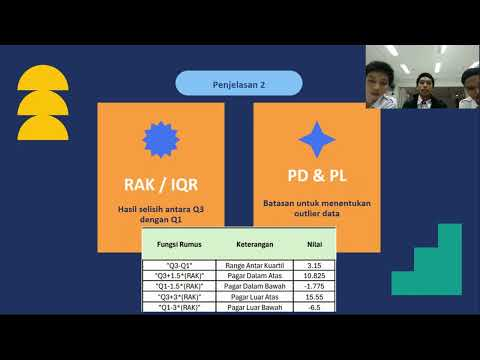 Penjelasan 2
RAK / IQR
Hasil selisih antara Q3
dengan Q1
PD & PL
Batasan untuk menentukan
outlier data
Fungsi Rumus Keterangan Nilai
"Q3-Q1" Range Antar Kuartil 3.15
"Q3+1.5*(RAK)" Pagar Dalam Atas 10.825
"Q1-1.5*(RAK)" Pagar Dalam Bawah -1.775
"Q3+3*(RAK)" Pagar Luar Atas 15.55
"Q1-3*(RAK)" Pagar Luar Bawah -6.5